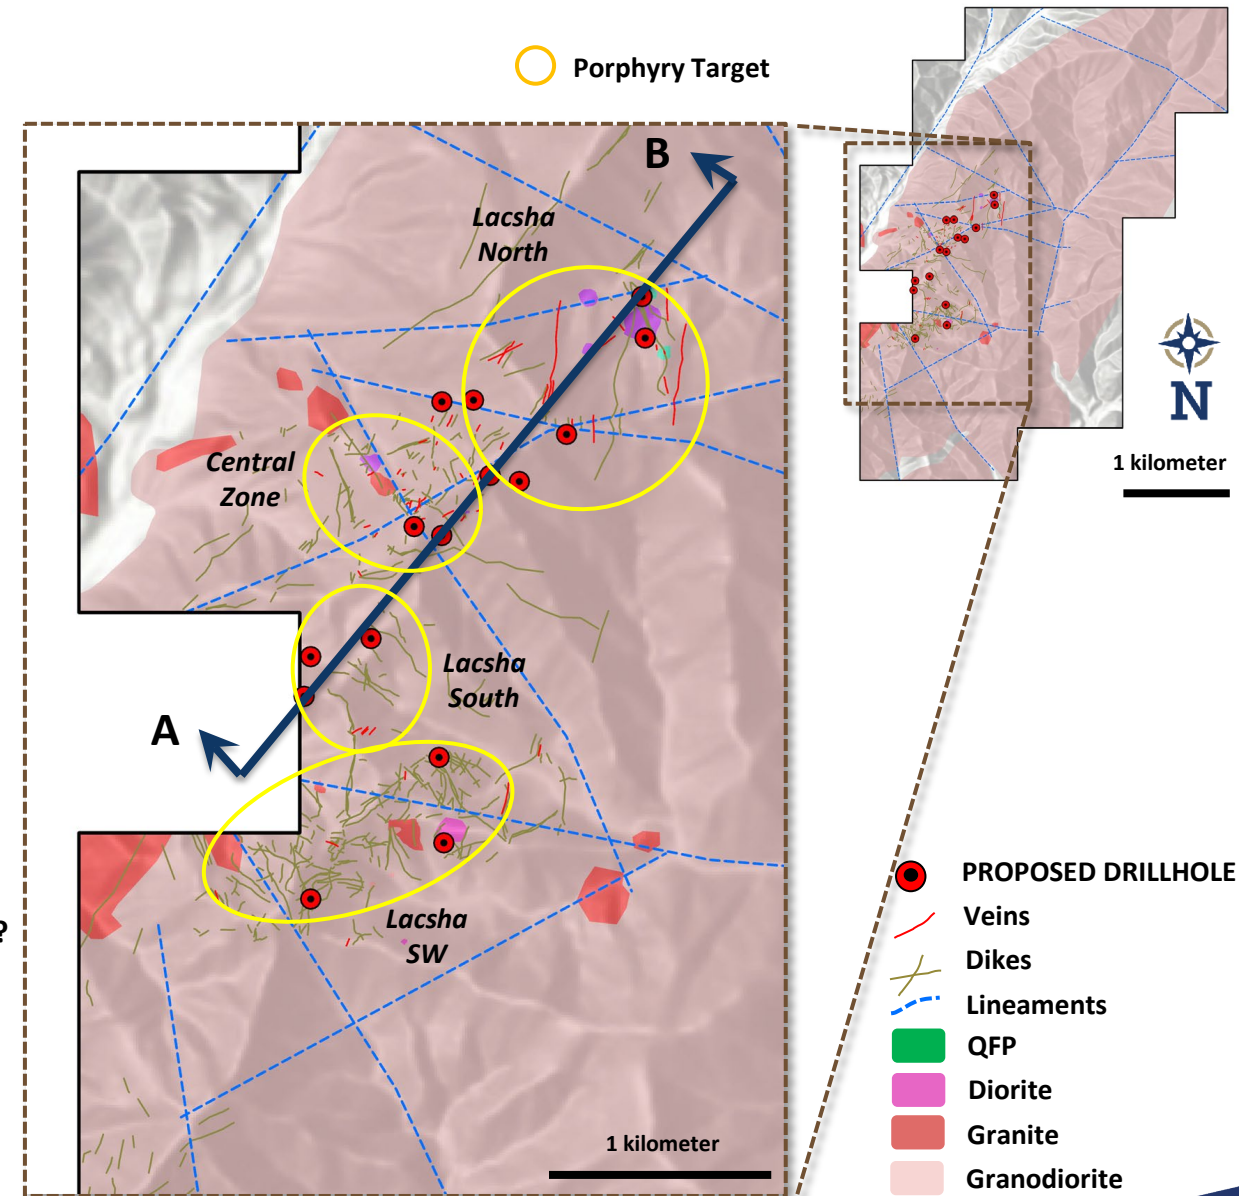 Porphyry Target
B
Lacsha
North
Central
Zone
Lacsha
South
A
Lacsha
SW
?
1 kilometer
N
1 kilometer
PROPOSED DRILLHOLE
Veins
Dikes
Lineaments
QFP
Diorite
Granite
Granodiorite